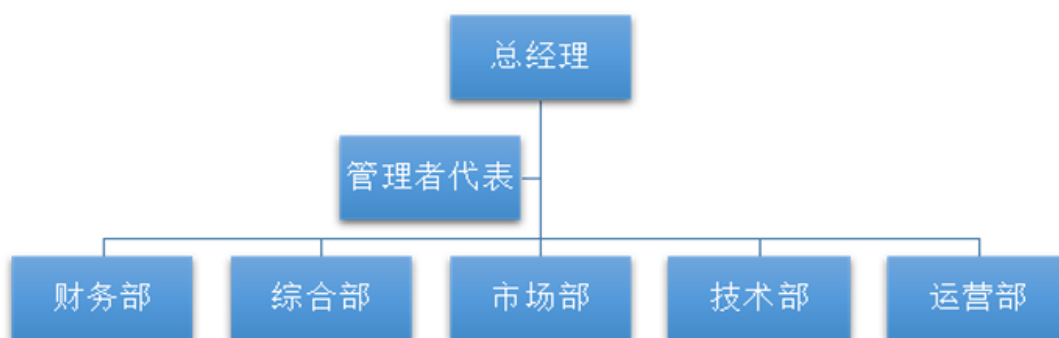 总经理
管理者代表
财务部
综合部
市场部
技术部
运营部